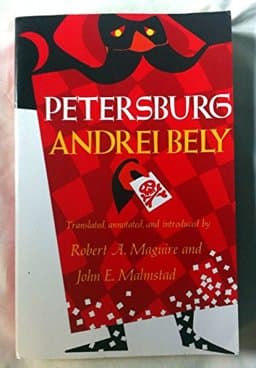 PETERSBURG
ANDREI BELY
Translated, annotated, and introduced by
Robert A. Maguire and
John E. Malmstad